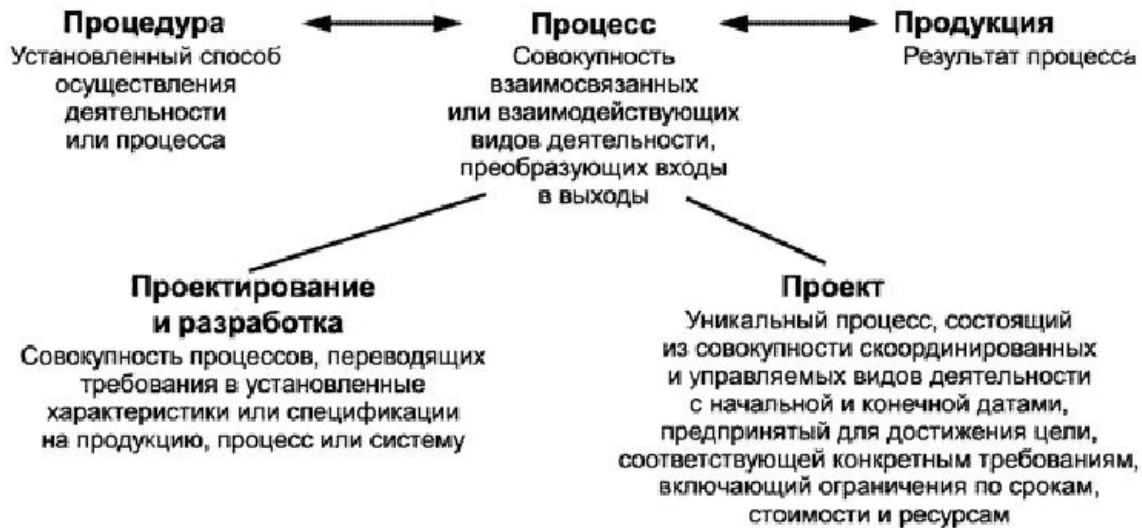 Процедура
Установленный способ
осуществления
деятельности
или процесса
Процесс
Совокупность
взаимосвязанных
или взаимодействующих
видов деятельности,
преобразующих входы
в выходы
Продукция
Результат процесса
Проектирование
и разработка
Совокупность процессов, переводящих
требования в установленные
характеристики или спецификации
на продукцию, процесс или систему
Проект
Уникальный процесс, состоящий
из совокупности скоординированных
и управляемых видов деятельности
с начальной и конечной датами,
предпринятый для достижения цели,
соответствующей конкретным требованиям,
включающий ограничения по срокам,
стоимости и ресурсам